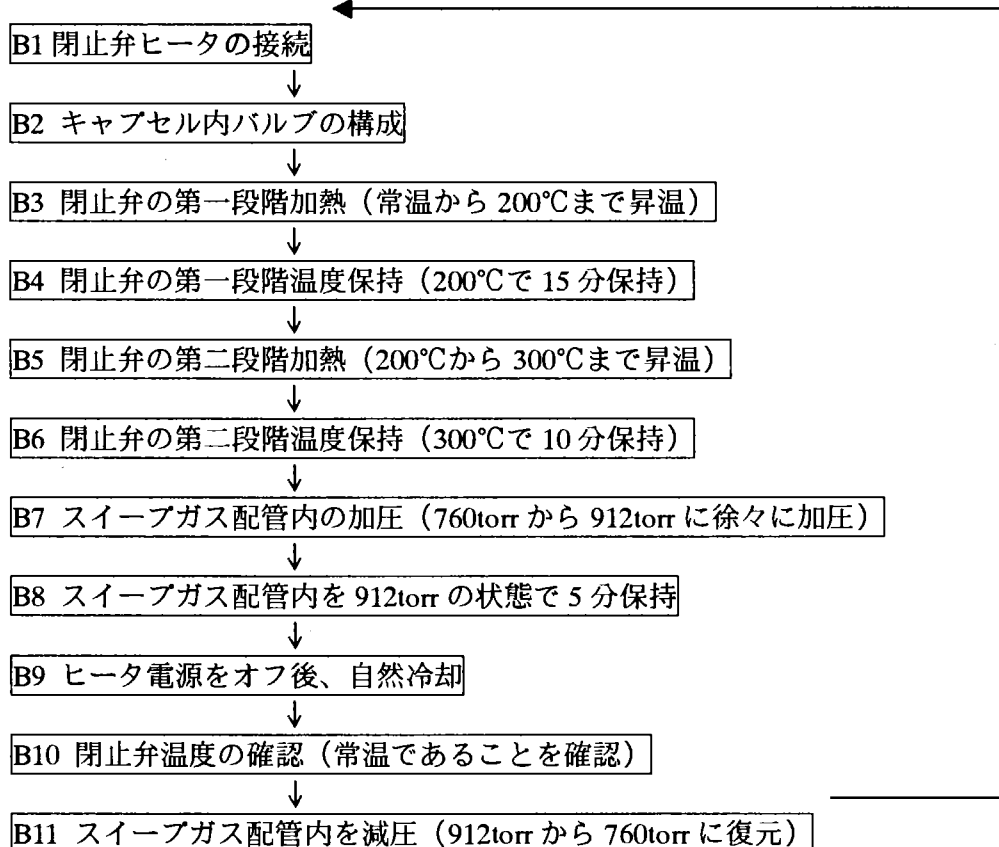 B1 閉止弁ヒータの接続
↓
B2 キャプセル内バルブの構成
↓
B3 閉止弁の第一段階加熱（常温から 200℃まで昇温）
↓
B4 閉止弁の第一段階温度保持（200℃で 15 分保持）
↓
B5 閉止弁の第二段階加熱（200℃から 300℃まで昇温）
↓
B6 閉止弁の第二段階温度保持（300℃で 10 分保持）
↓
B7 スイープガス配管内の加圧（760torr から 912torr に徐々に加圧）
↓
B8 スイープガス配管内を 912torr の状態で 5 分保持
↓
B9 ヒータ電源をオフ後、自然冷却
↓
B10 閉止弁温度の確認（常温であることを確認）
↓
B11 スイープガス配管内を減圧（912torr から 760torr に復元）